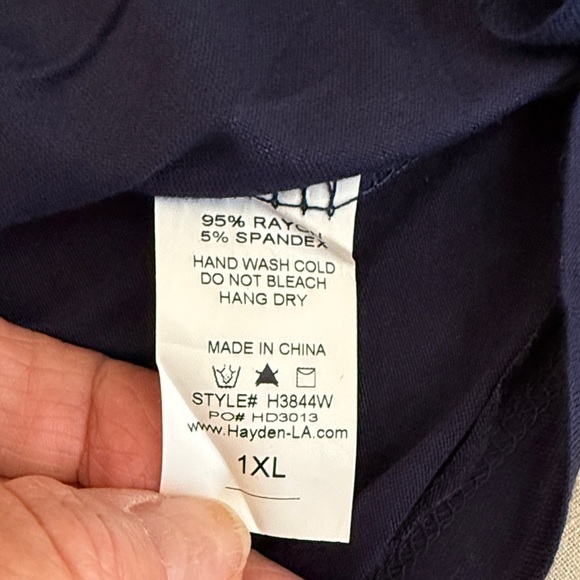 95% RAYON
5% SPANDEX
HAND WASH COLD
DO NOT BLEACH
HANG DRY
MADE IN CHINA
STYLE# H3844W
PO# HD3013
www.Hayden-LA.com
1XL